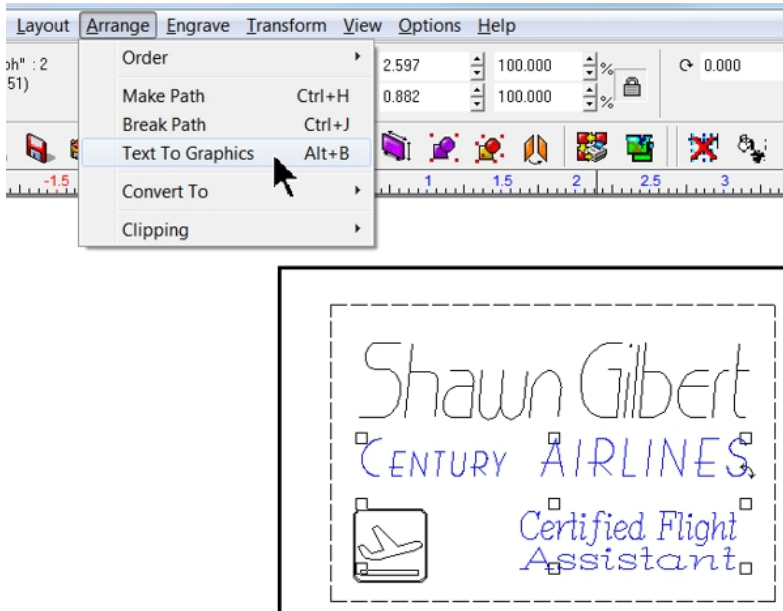 Layout Arrange Engrave Transform View Options Help
ph" : 2
51)
Order
Make Path Ctrl+H
Break Path Ctrl+J
Text To Graphics Alt+B
Convert To
Clipping
2.597 100.000 % 0.000
0.882 100.000 %
-1.5 1 1.5 2 2.5 3
Shawn Gilbert
CENTURY AIRLINES
Certified Flight
Assistant